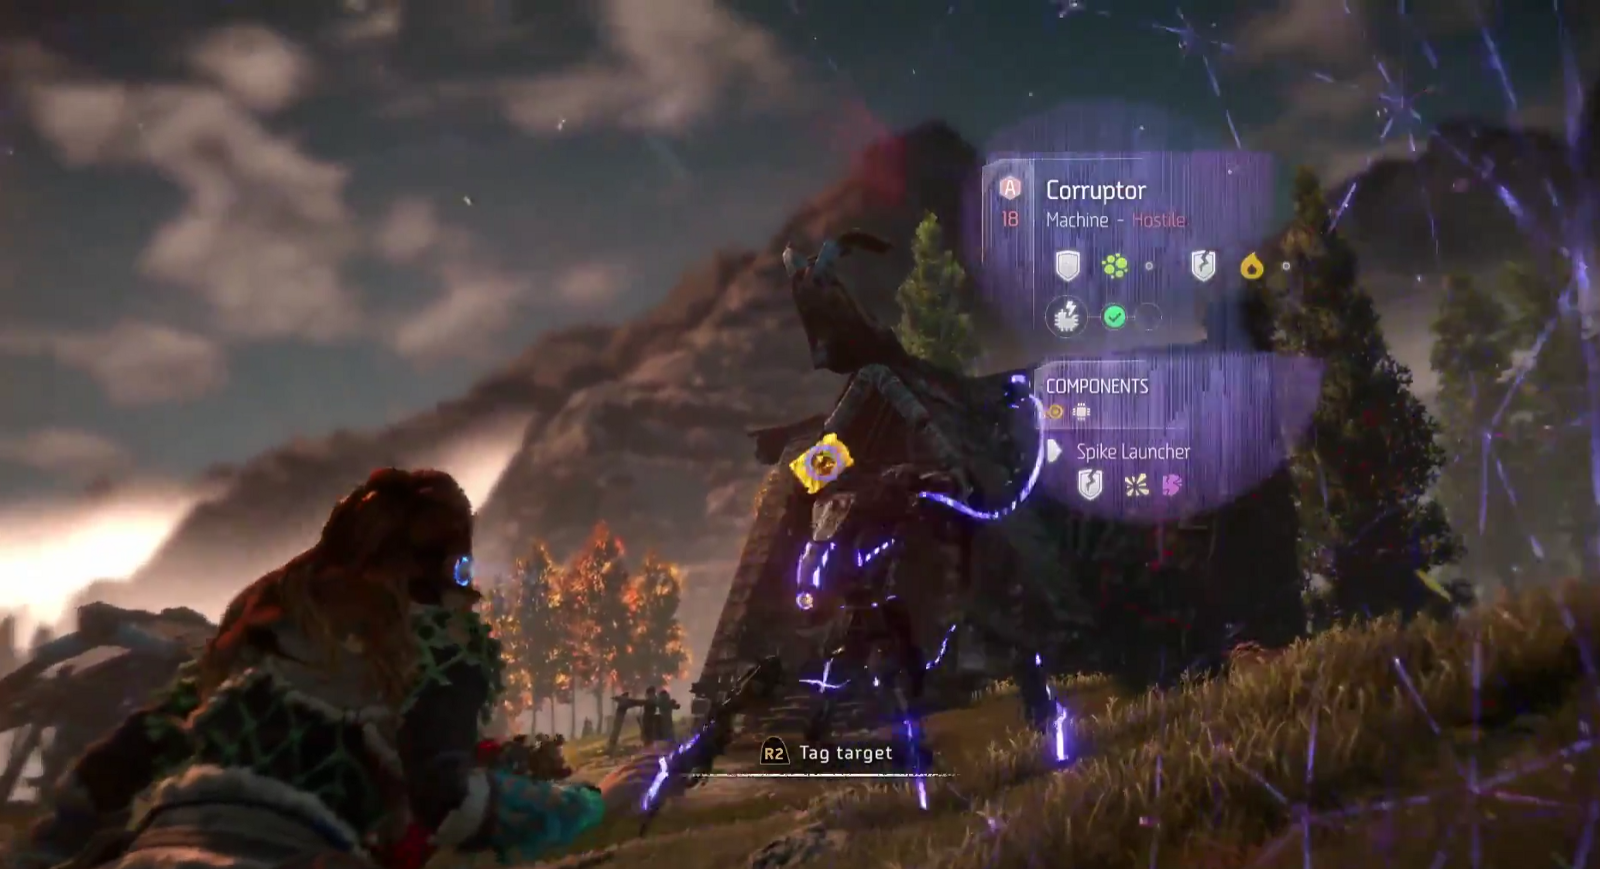 A
Corruptor
18
Machine - Hostile
COMPONENTS
Spike Launcher
R2 Tag target